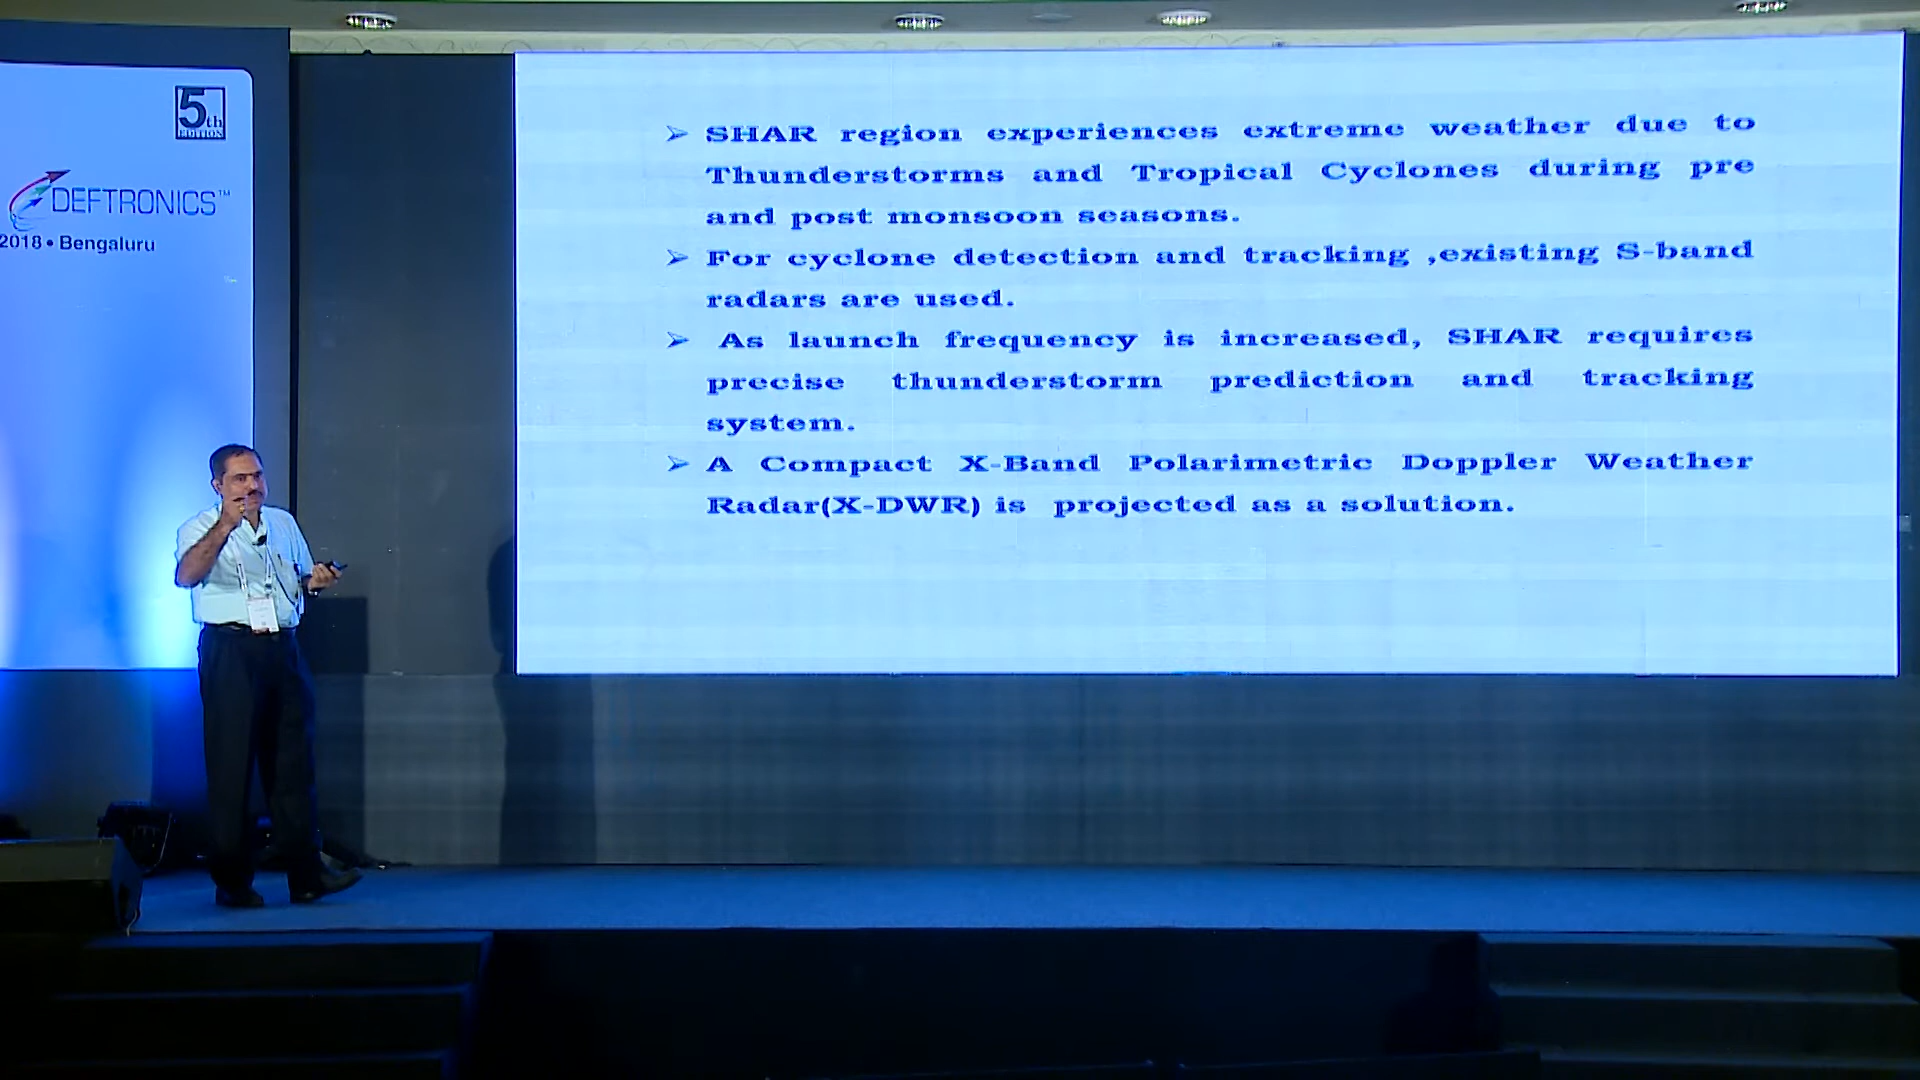 5th
EDITION
DEFTRONICS™
2018 • Bengaluru
➢ SHAR region experiences extreme weather due to
Thunderstorms and Tropical Cyclones during pre
and post monsoon seasons.
➢ For cyclone detection and tracking ,existing S-band
radars are used.
➢ As launch frequency is increased, SHAR requires
precise thunderstorm prediction and tracking
system.
➢ A Compact X-Band Polarimetric Doppler Weather
Radar(X-DWR) is projected as a solution.